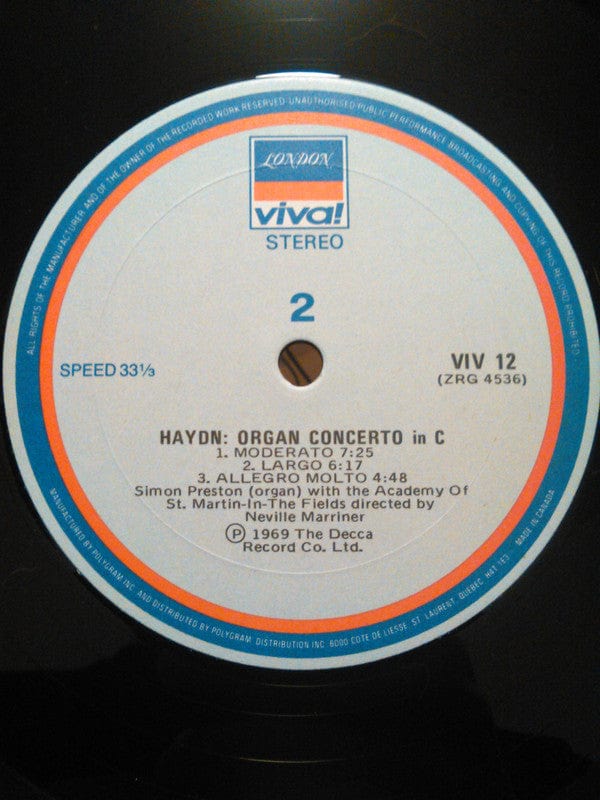 ALL RIGHTS OF THE MANUFACTURER AND OF THE OWNER OF THE RECORDED WORK RESERVED·UNAUTHORISED PUBLIC PERFORMANCE, BROADCASTING AND COPYING OF THIS RECORD PROHIBITED·
LONDON
viva!
STEREO
2
SPEED 33⅓
VIV 12
(ZRG 4536)
HAYDN: ORGAN CONCERTO in C
1. MODERATO 7:25
2. LARGO 6:17
3. ALLEGRO MOLTO 4:48
Simon Preston (organ) with the Academy Of
St. Martin-In-The Fields directed by
Neville Marriner
Ⓟ 1969 The Decca
Record Co. Ltd.
MANUFACTURED BY POLYGRAM INC. AND DISTRIBUTED BY POLYGRAM DISTRIBUTION INC. 6000 COTE DE LIESSE, ST. LAURENT, QUEBEC, H4T 1E3 MADE IN CANADA